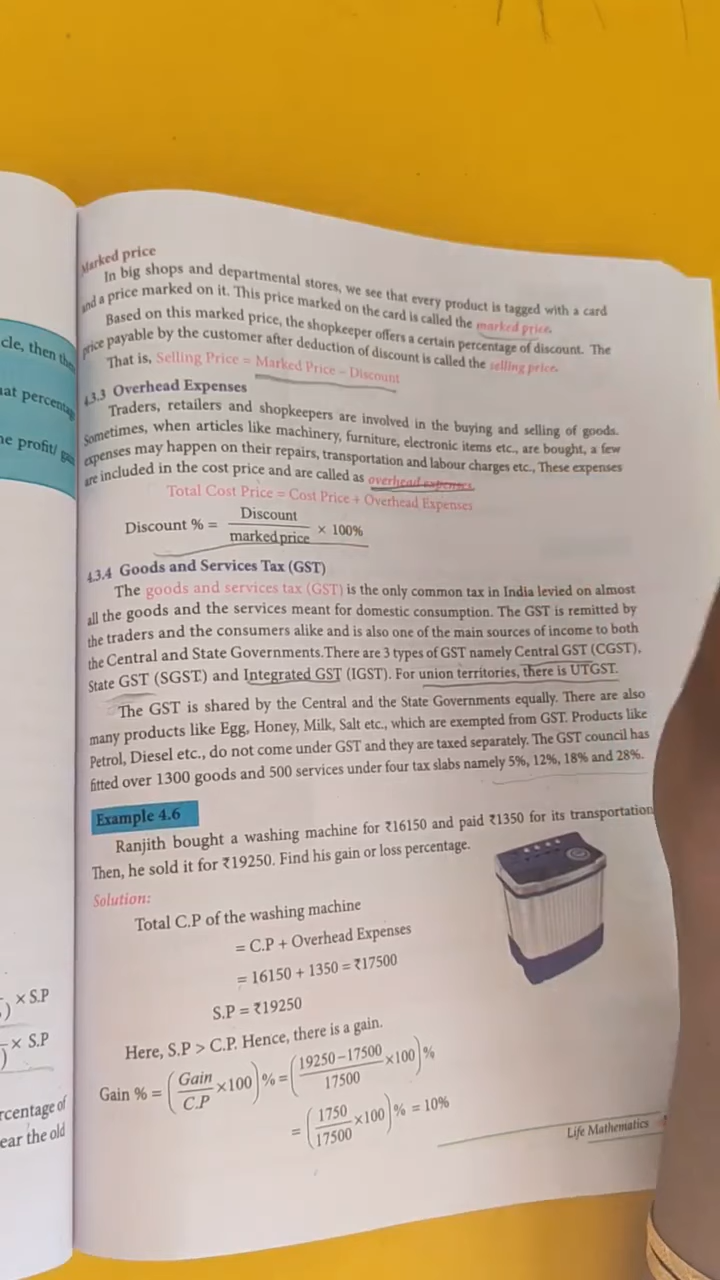 cle, then the
at percentag
e profit/
× S.P
× S.P
rcentage of
ear the old
Marked price
In big shops and departmental stores, we see that every product is tagged with a card
and a price marked on it. This price marked on the card is called the marked price.
Based on this marked price, the shopkeeper offers a certain percentage of discount. The
price payable by the customer after deduction of discount is called the selling price.
That is, Selling Price = Marked Price – Discount
4.3.3 Overhead Expenses
Traders, retailers and shopkeepers are involved in the buying and selling of goods.
Sometimes, when articles like machinery, furniture, electronic items etc., are bought, a few
expenses may happen on their repairs, transportation and labour charges etc., These expenses
are included in the cost price and are called as overhead expenses.
Total Cost Price = Cost Price + Overhead Expenses
Discount % = Discount / marked price × 100%
4.3.4 Goods and Services Tax (GST)
The goods and services tax (GST) is the only common tax in India levied on almost
all the goods and the services meant for domestic consumption. The GST is remitted by
the traders and the consumers alike and is also one of the main sources of income to both
the Central and State Governments.There are 3 types of GST namely Central GST (CGST),
State GST (SGST) and Integrated GST (IGST). For union territories, there is UTGST.
The GST is shared by the Central and the State Governments equally. There are also
many products like Egg, Honey, Milk, Salt etc., which are exempted from GST. Products like
Petrol, Diesel etc., do not come under GST and they are taxed separately. The GST council has
fitted over 1300 goods and 500 services under four tax slabs namely 5%, 12%, 18% and 28%.
Example 4.6
Ranjith bought a washing machine for ₹16150 and paid ₹1350 for its transportation
Then, he sold it for ₹19250. Find his gain or loss percentage.
Solution:
Total C.P of the washing machine
= C.P + Overhead Expenses
= 16150 + 1350 = ₹17500
S.P = ₹19250
Here, S.P > C.P. Hence, there is a gain.
Gain % = (Gain / C.P ×100)% = (19250–17500 / 17500 ×100)%
= (1750 / 17500 ×100)% = 10%
Life Mathematics